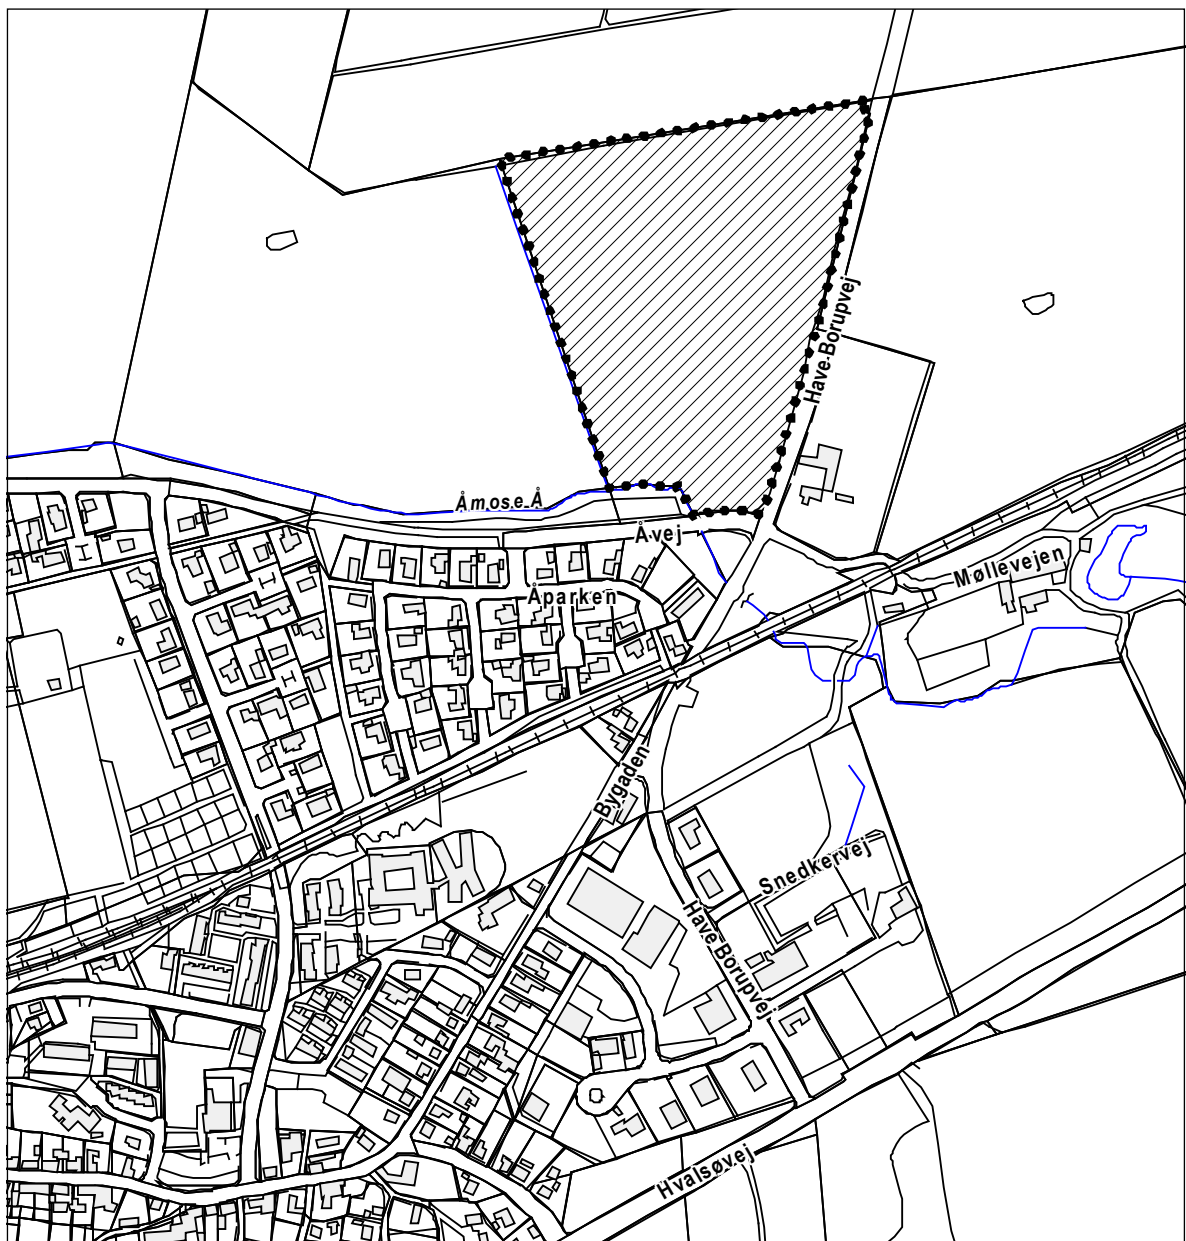 Have Borupvej
Åmose Å
Åvej
Møllevejen
Åparken
Bygaden
Snedkervej
Have Borupvej
Hvalsøvej